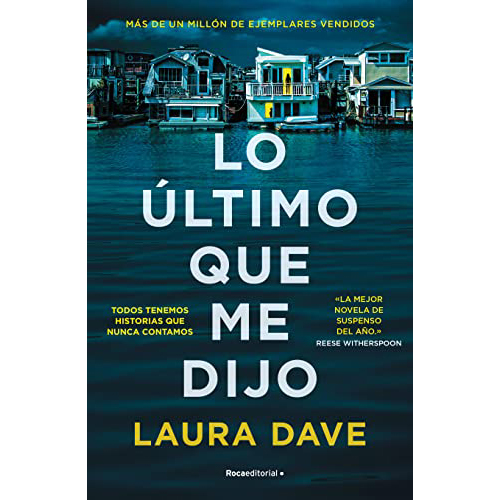 MÁS DE UN MILLÓN DE EJEMPLARES VENDIDOS
LO
ÚLTIMO
QUE
ME
DIJO
TODOS TENEMOS
HISTORIAS QUE
NUNCA CONTAMOS
«LA MEJOR
NOVELA DE
SUSPENSO
DEL AÑO.»
REESE WITHERSPOON
LAURA DAVE
Rocaeditorial